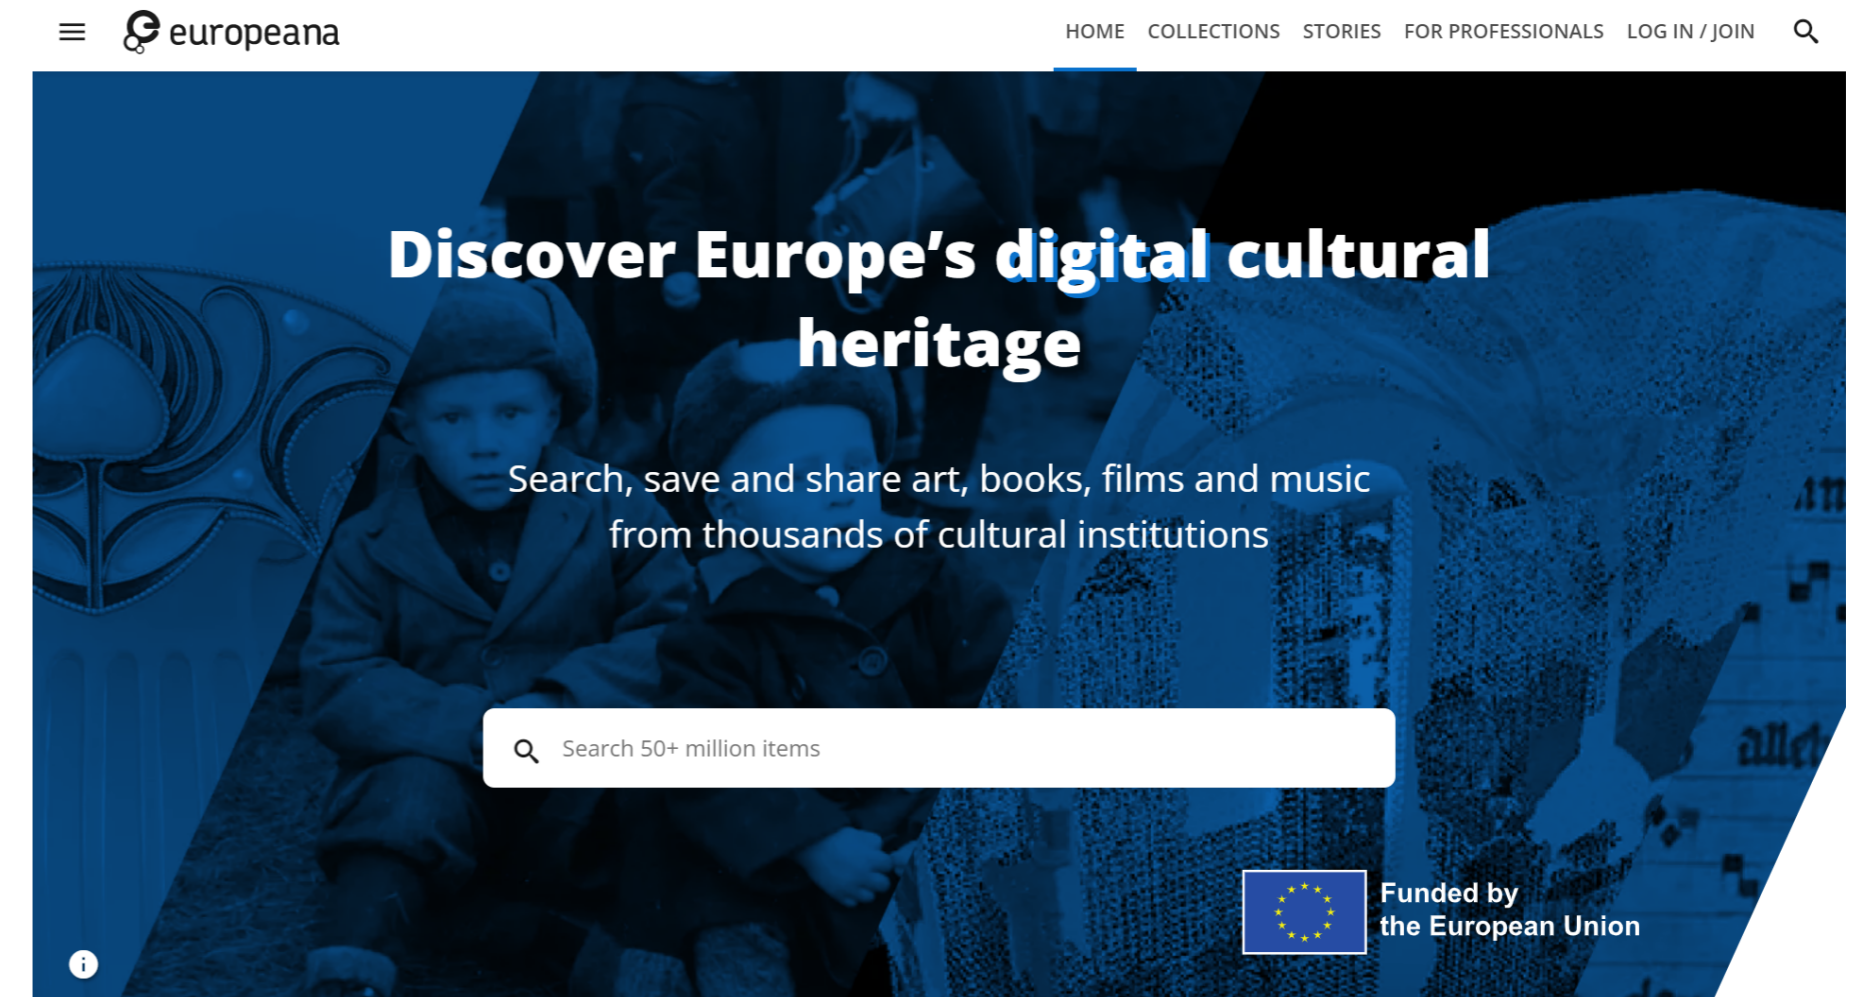 europeana
HOME COLLECTIONS STORIES FOR PROFESSIONALS LOG IN / JOIN
Discover Europe’s digital cultural
heritage
Search, save and share art, books, films and music
from thousands of cultural institutions
Search 50+ million items
Funded by
the European Union